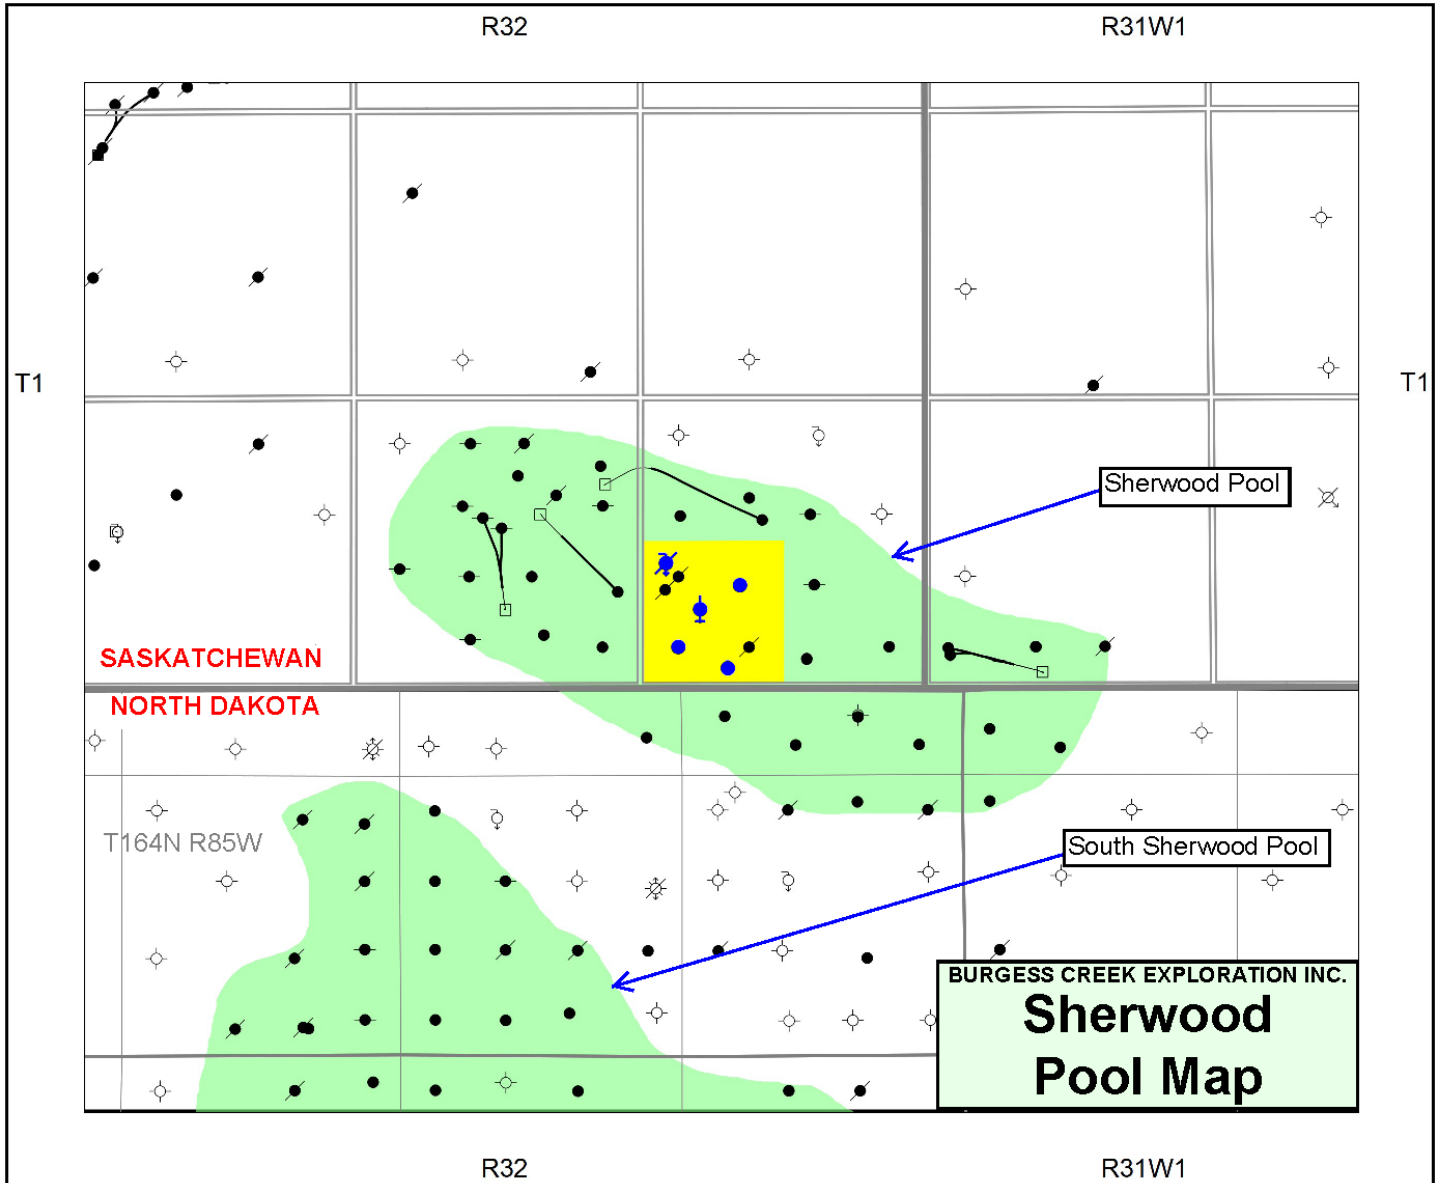 R32
R31W1
T1
T1
Sherwood Pool
SASKATCHEWAN
NORTH DAKOTA
T164N R85W
South Sherwood Pool
BURGESS CREEK EXPLORATION INC.
Sherwood
Pool Map
R32
R31W1